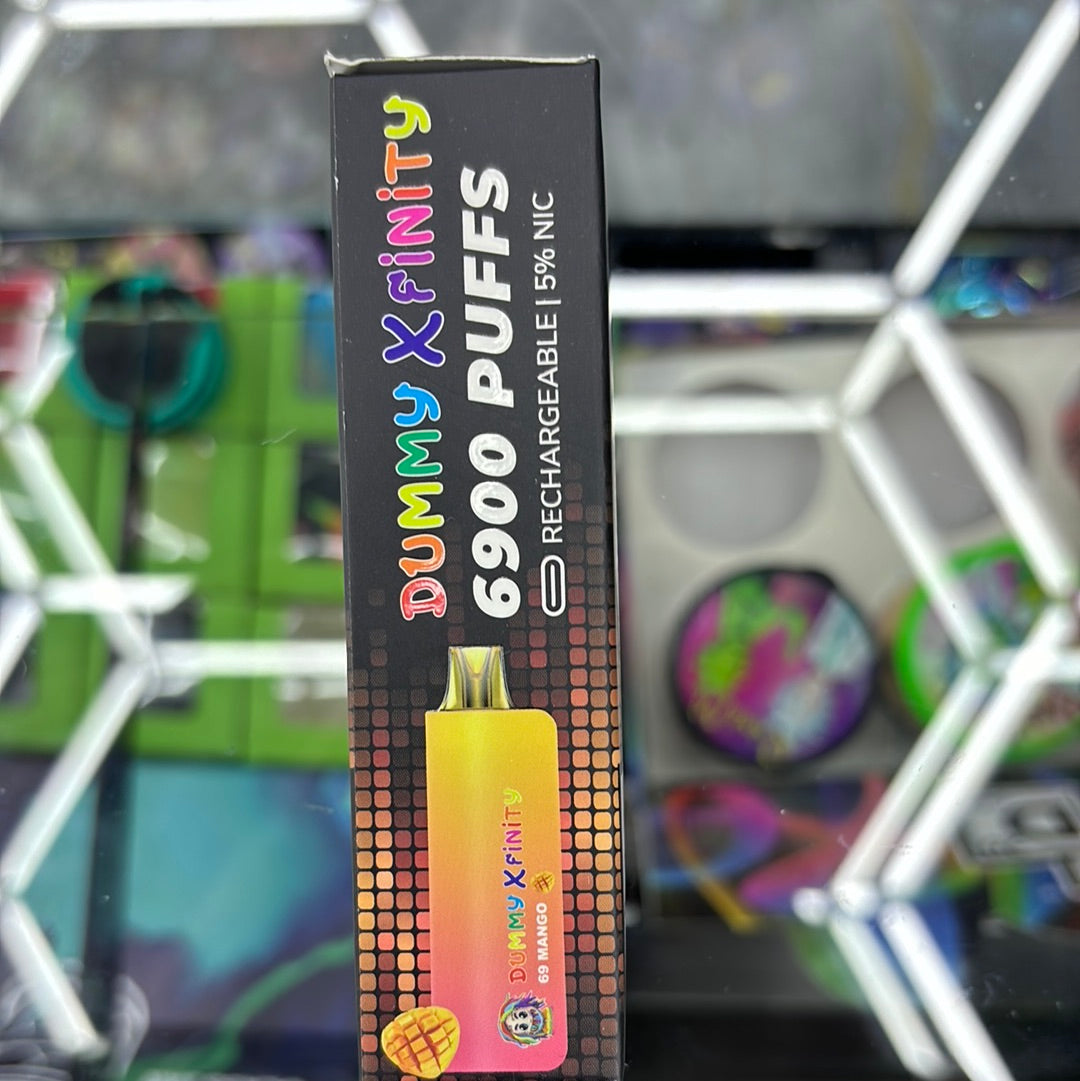 DUMMY XFiNiTY
6900 PUFFS
RECHARGEABLE | 5% NIC
DUMMY XFiNiTY
69 MANGO